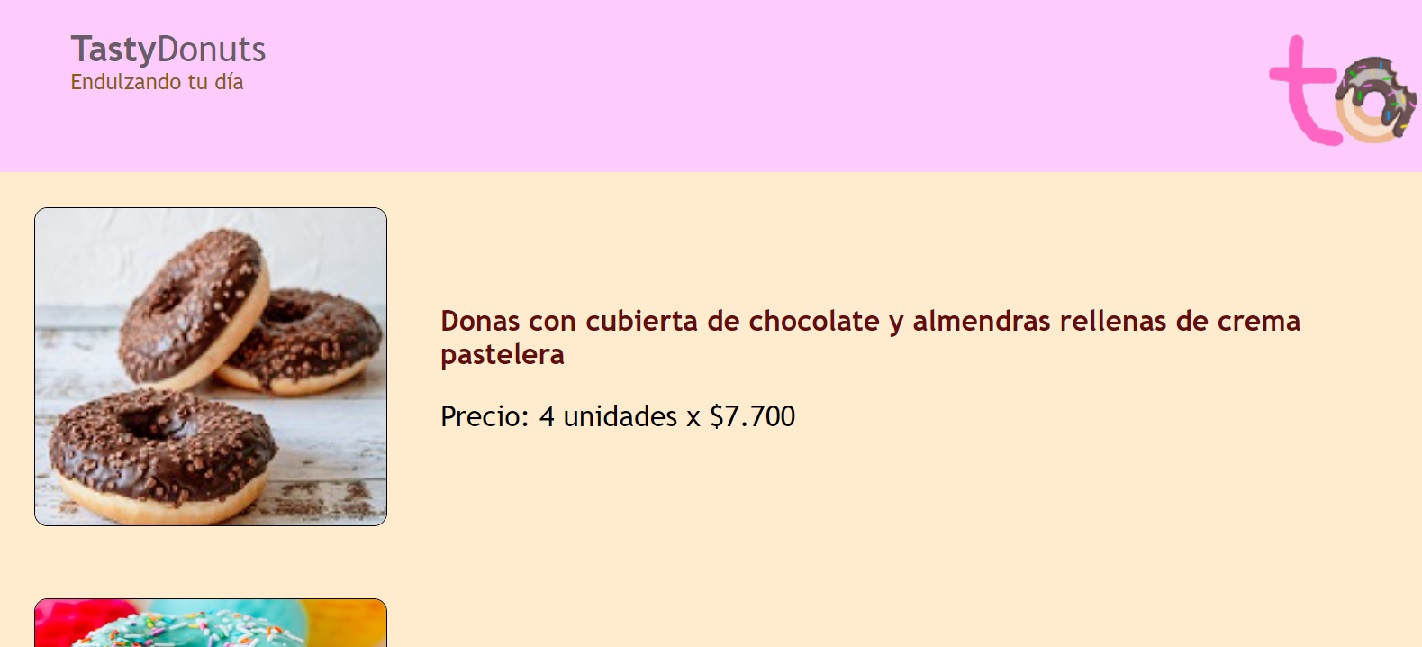 TastyDonuts
Endulzando tu día
to
Donas con cubierta de chocolate y almendras rellenas de crema
pastelera
Precio: 4 unidades x $7.700